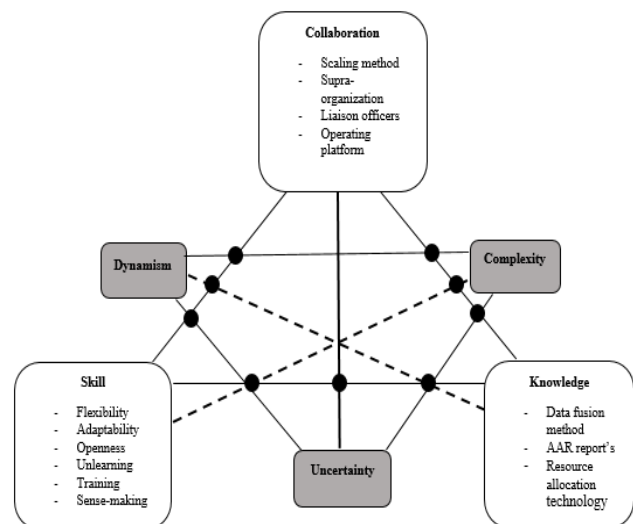 Collaboration
- Scaling method
- Supra-
organization
- Liaison officers
- Operating
platform
Dynamism
Complexity
Skill
- Flexibility
- Adaptability
- Openness
- Unlearning
- Training
- Sense-making
Uncertainty
Knowledge
- Data fusion
method
- AAR report's
- Resource
allocation
technology